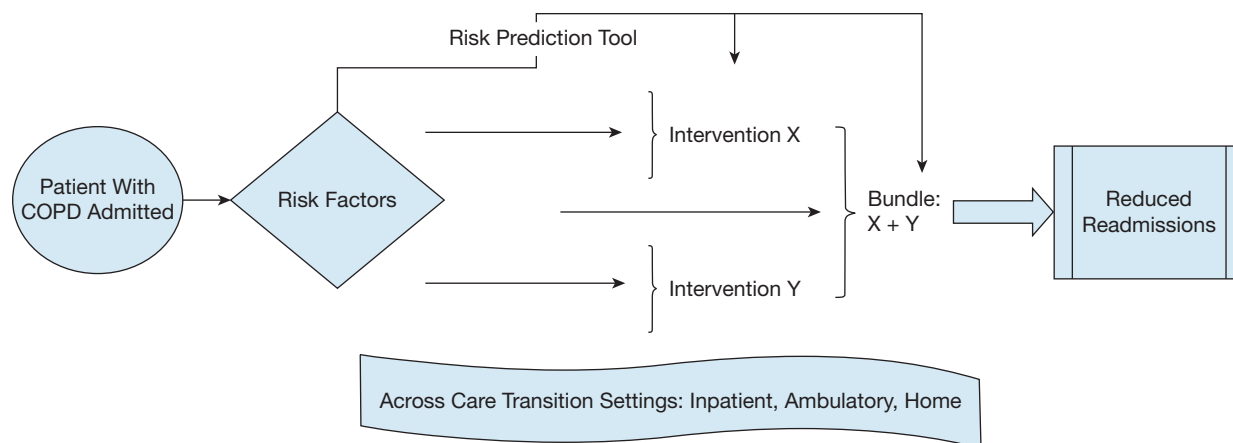 Risk Prediction Tool
Patient With
COPD Admitted
Risk Factors
Intervention X
Intervention Y
Bundle:
X + Y
Reduced
Readmissions
Across Care Transition Settings: Inpatient, Ambulatory, Home